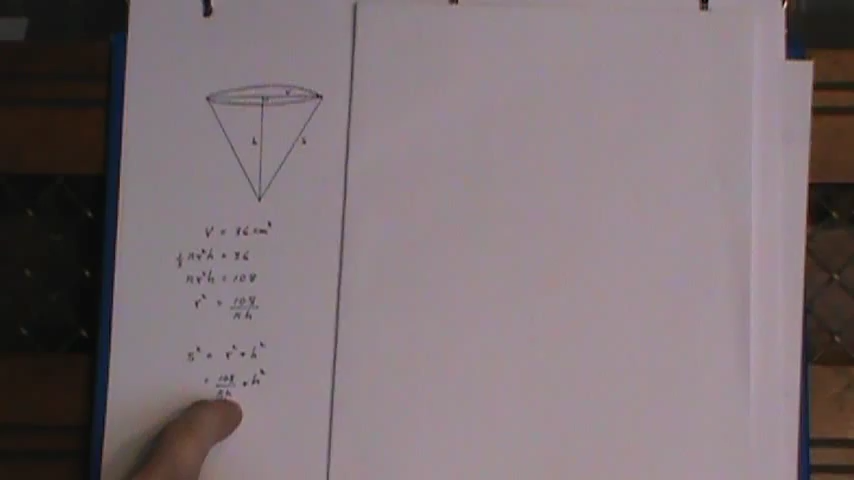 r
h
s
V = 36 cm³
1/3 πr²h = 36
πr²h = 108
r² = 108/πh
s² = r² + h²
= 108/πh + h²